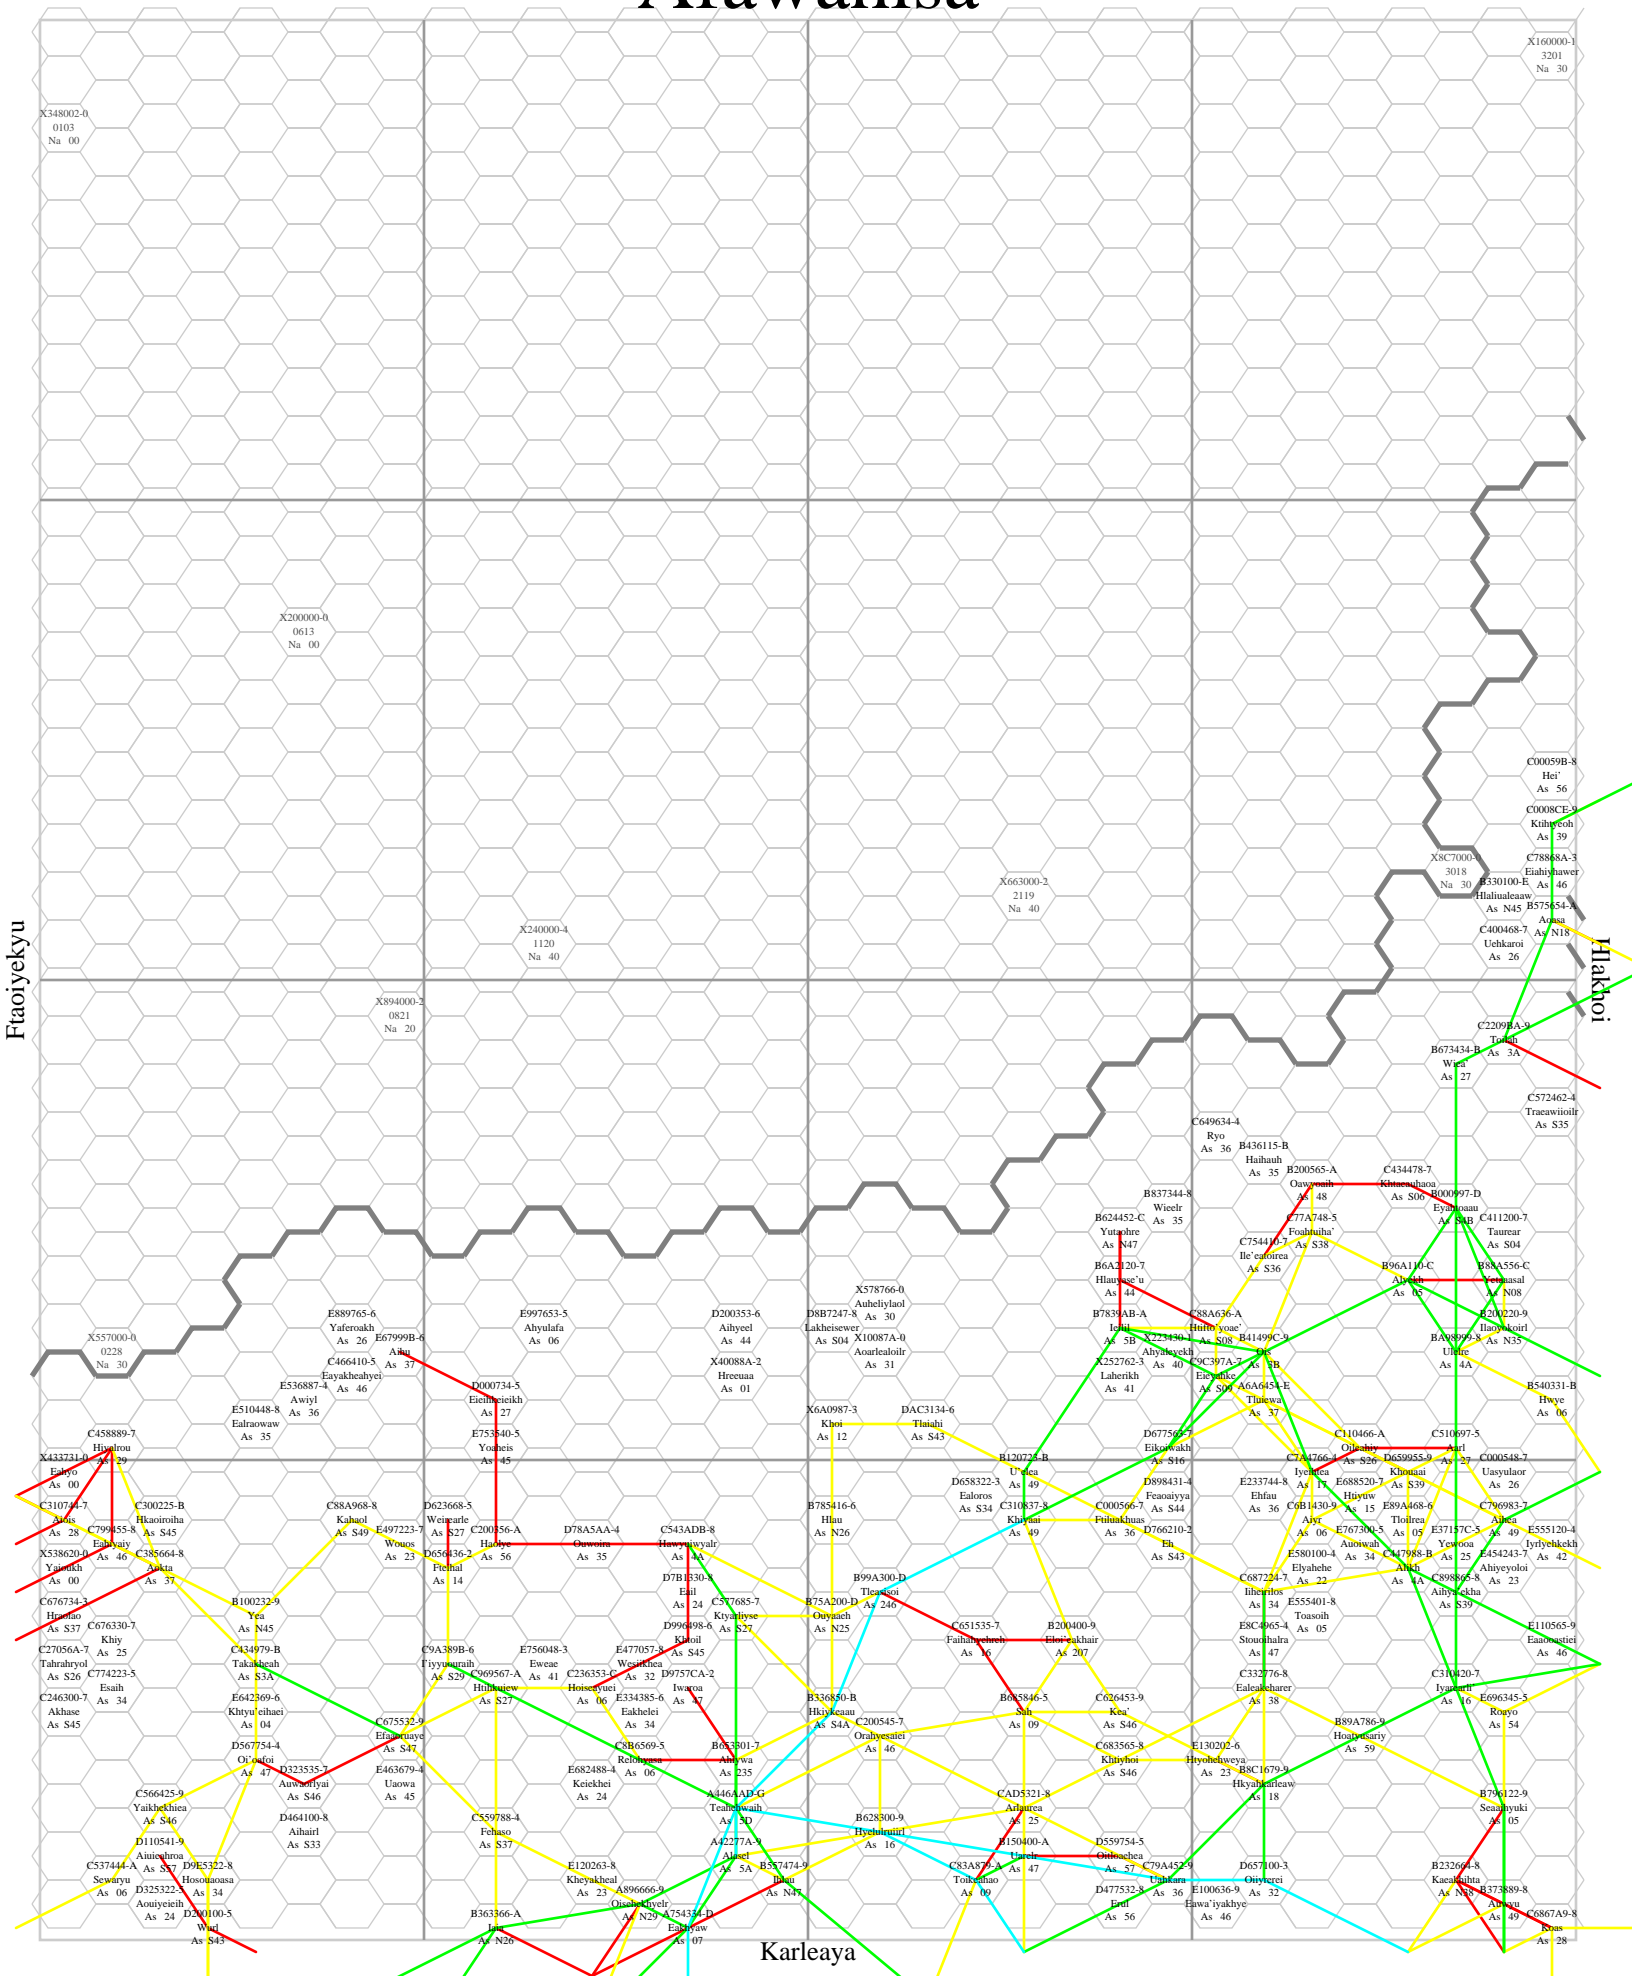 X160000-1
3201
Na 30
X348002-0
0103
Na 00
X200000-0
0613
Na 00
C00059B-8
Hei'
As 56
C0008CE-9
Ktihtyeoh
As 39
X8C7000-0
3018
Na 30
C78868A-3
Eiahiyhawer
As 46
X663000-2
2119
Na 40
B330100-E
Hlaliualeaaw
As N45
B575654-A
Aoasa
As N18
X240000-4
1120
Na 40
C400468-7
Uehkaroi
As 26
Ftaoiyekyu
Hlakhoi
X894000-2
0821
Na 20
C2209BA-9
Toilah
As 3A
B673434-B
Wiea'
As 27
C572462-4
Traeawiioilr
As S35
C649634-4
Ryo
As 36
B436115-B
Haihauh
As 35
B200565-A
Oawyoaih
As 48
C434478-7
Khtaeauhaoa
As S06
B837344-8
Wieelr
As 35
B000997-D
Eyahtoaau
As S4B
B624452-C
Yutaohre
As N47
C77A748-5
Foahtuiha'
As S38
C411200-7
Taurear
As S04
C754410-7
Ile'eatoirea
As S36
B6A2120-7
Hlauyase'u
As 44
B96A110-C
Alyekh
As 05
B88A556-C
Yetaaasal
As N08
X578766-0
Auheliylaol
As 30
E889765-6
Yaferoakh
As 26
E997653-5
Ahyulafa
As 06
D200353-6
Aihyeel
As 44
D8B7247-8
Lakheisewer
As S04
B7839AB-A
Ierlil
As 5B
C88A636-A
Htifto'yoae'
As S08
B200220-9
Ilaoyokoirl
As N35
X557000-0
0228
Na 30
E67999B-6
Aihu
As 37
X10087A-0
Aoarlealoilr
As 31
X223430-1
Ahyaleyekh
As 40
B41499C-9
Ois
As 3B
BA98999-8
Ulelre
As 4A
C466410-5
Eayakheahyei
As 46
X40088A-2
Hreeuaa
As 01
X252762-3
Laherikh
As 41
C9C397A-7
Eieyahke
As S09
E536887-4
Awiyl
As 36
D000734-5
Eieihkeieikh
As 27
A6A6454-E
Tluiewa
As 37
B540331-B
Hwye
As 06
E510448-8
Ealraowaw
As 35
X6A0987-3
Khoi
As 12
DAC3134-6
Tlaiahi
As S43
C458889-7
Hiyolrou
As 29
E753540-5
Yoaheis
As 45
D677563-7
Eikoiwakh
As S16
C110466-A
Oileahiy
As S26
C510697-5
Aarl
As 27
X433731-0
Eahyo
As 00
B120723-B
U'elea
As 49
C7A4766-4
Iyeihtea
As 17
D659955-9
Khouaai
As S39
C000548-7
Uasyulaor
As 26
D658322-3
Ealoros
As S34
D898431-4
Feaoaiyya
As S44
E233744-8
Ehfau
As 36
E688520-7
Htiyuw
As 15
C310744-7
Alois
As 28
C300225-B
Hkaoiroiha
As S45
C88A968-8
Kahaol
As S49
D623668-5
Weirearle
As S27
B785416-6
Hlau
As N26
C310837-8
Khiyaai
As 49
C000566-7
Ftiluakhuas
As 36
C6B1430-9
Aiyr
As 06
E89A468-6
Tloilrea
As 05
C796983-7
Aihea
As 49
C799455-8
Eahiyaiy
As 46
E497223-7
Wouos
As 23
C200356-A
Haolye
As 56
D78A5AA-4
Ouwoira
As 35
C543ADB-8
Hawyuiwyalr
As 4A
D766210-2
Eh
As S43
E767300-5
Auoiwah
As 34
E37157C-5
Yewooa
As 25
E555120-4
Iyrlyehkekh
As 42
X538620-0
Yaioukh
As 00
C385664-8
Aokta
As 37
D656436-2
Ftelhal
As 14
E580100-4
Elyahehe
As 22
C447988-B
Alikh
As 4A
E454243-7
Ahiyeyoloi
As 23
D7B1330-8
Eail
As 24
B99A300-D
Tleasisoi
As 246
C687224-7
Iiheirilos
As 34
C898865-8
Aihya'ekha
As S39
C676334-3
Hraoiao
As S37
B100232-9
Yea
As N45
C577685-7
Ktyarliyse
As S27
B75A200-D
Ouyaaeh
As N25
E555401-8
Toasoih
As 05
C676330-7
Khiy
As 25
D996498-6
Khtoil
As S45
C651535-7
Faihahyehreh
As 16
B200400-9
Eloi'eakhair
As 207
E8C4965-4
Stouoihalra
As 47
E110565-9
Eaaooastiei
As 46
C27056A-7
Tahrahryol
As S26
C434979-B
Takakheah
As S3A
C9A389B-6
I'iyyuouraih
As S29
E756048-3
Eweae
As 41
E477057-8
Wesiikhea
As 32
C774223-5
Esaih
As 34
C969567-A
Htihkuiew
As S27
C236353-C
Hoiseayuei
As 06
D9757CA-2
Iwaroa
As 47
C332776-8
Ealeakeharer
As 38
C310420-7
Iyarearli'
As 16
C246300-7
Akhase
As S45
E642369-6
Khtyu'eihaei
As 04
E334385-6
Eakhelei
As 34
B336850-B
Hkiykeaau
As S4A
B685846-5
Sah
As 09
C626453-9
Kea'
As S46
E696345-5
Roayo
As 54
C675532-9
Efaaoruaye
As S47
C200545-7
Orahyesaiei
As 46
B89A786-9
Hoatyusariy
As 59
D567754-4
Oi'oafoi
As 47
C8B6569-5
Relohyasa
As 06
B653301-7
Ahlywa
As 235
C683565-8
Khtiyhoi
As S46
E130202-6
Htyohehweya
As 23
D323535-7
Auwaorlyai
As S46
E463679-4
Uaowa
As 45
E682488-4
Keiekhei
As 24
B8C1679-9
Hkyahkarleaw
As 18
C566425-9
Yaikhekhiea
As S46
A446AAD-G
Teahehwaih
As 5D
CAD5321-8
Arlaurea
As 25
B796122-9
Seaaihyuki
As 05
D464100-8
Aihairl
As S33
C559788-4
Fehaso
As S37
B628300-9
Hyelulruiirl
As 16
D110541-9
Aiuieahroa
As S57
A42277A-9
Alasel
As 5A
B150400-A
Uarelr
As 47
D559754-5
Oitloachea
As 57
C537444-A
Sewaryu
As 06
D9E5322-8
Hosouaoasa
As 34
E120263-8
Kheyakheal
As 23
B557474-9
Ihlau
As N47
C83A879-A
Toikeahao
As 09
C79A452-9
Uahkara
As 36
D657100-3
Oiiyrerei
As 32
B232664-8
Kaeakhihta
As N38
D325322-5
Aouiyeieih
As 24
A896666-9
Oisehekhyelr
As N29
D477532-8
Erui
As 56
E100636-9
Eawa'iyakhye
As 46
B373889-8
Auwyu
As 49
D200100-5
Wurl
As S43
B363366-A
Iaia
As N26
A754334-D
Eakhyaw
As 07
C6867A9-8
Koas
As 28
Karleaya